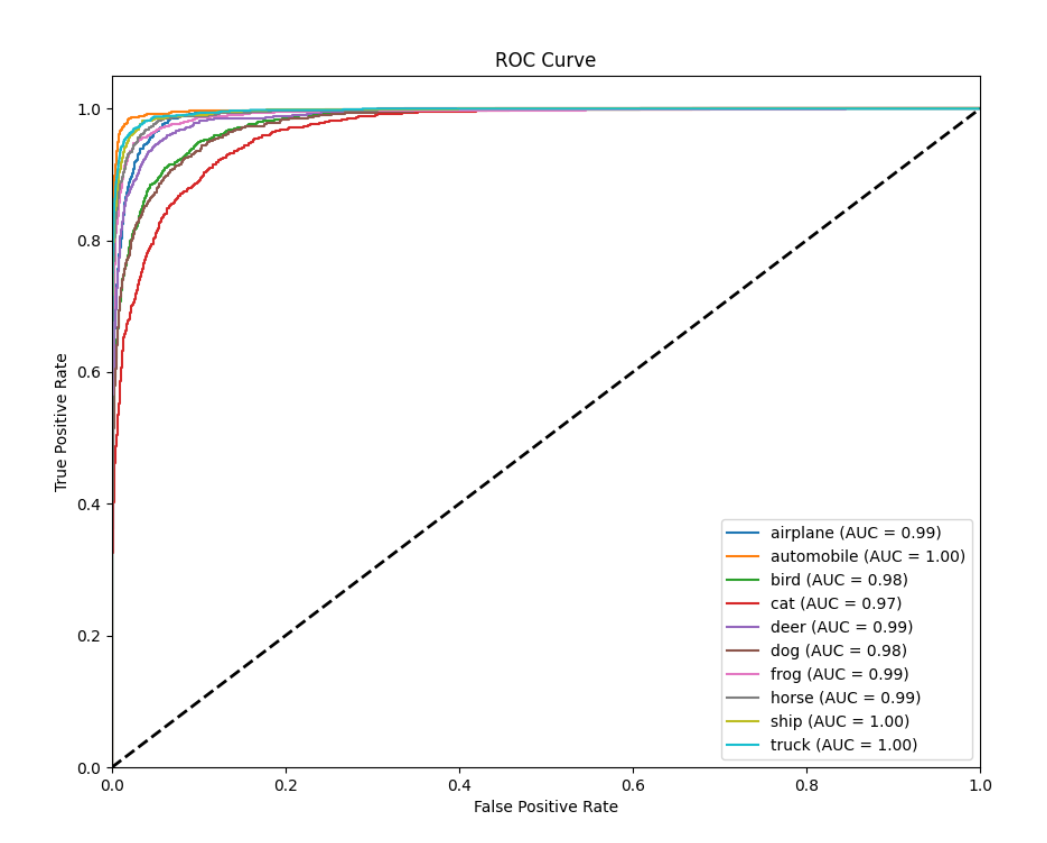 ROC Curve
1.0
0.8
0.6
0.4
0.2
0.0
True Positive Rate
airplane (AUC = 0.99)
automobile (AUC = 1.00)
bird (AUC = 0.98)
cat (AUC = 0.97)
deer (AUC = 0.99)
dog (AUC = 0.98)
frog (AUC = 0.99)
horse (AUC = 0.99)
ship (AUC = 1.00)
truck (AUC = 1.00)
0.0 0.2 0.4 0.6 0.8 1.0
False Positive Rate